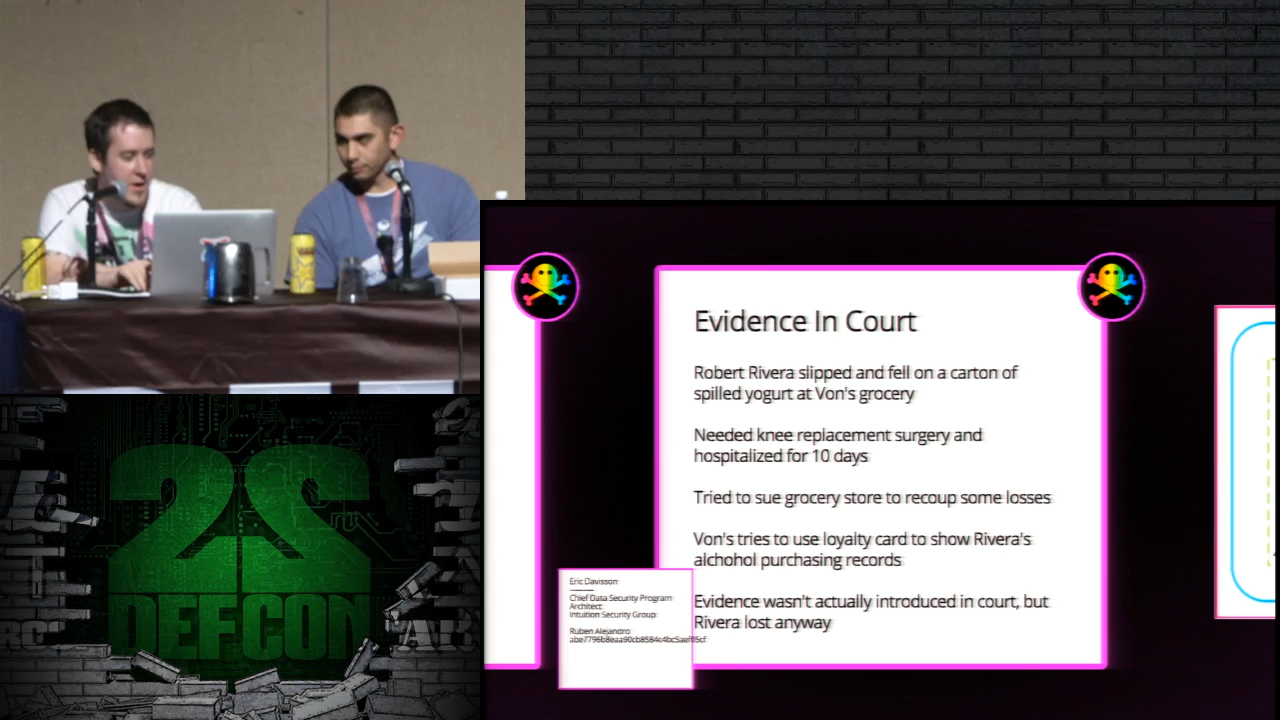 Evidence In Court
Robert Rivera slipped and fell on a carton of
spilled yogurt at Von's grocery
Needed knee replacement surgery and
hospitalized for 10 days
Tried to sue grocery store to recoup some losses
Von's tries to use loyalty card to show Rivera's
alchohol purchasing records
Evidence wasn't actually introduced in court, but
Rivera lost anyway
Eric Davisson
Chief Data Security Program
Architect
Intuition Security Group
Ruben Alejandro
22
DEFCON